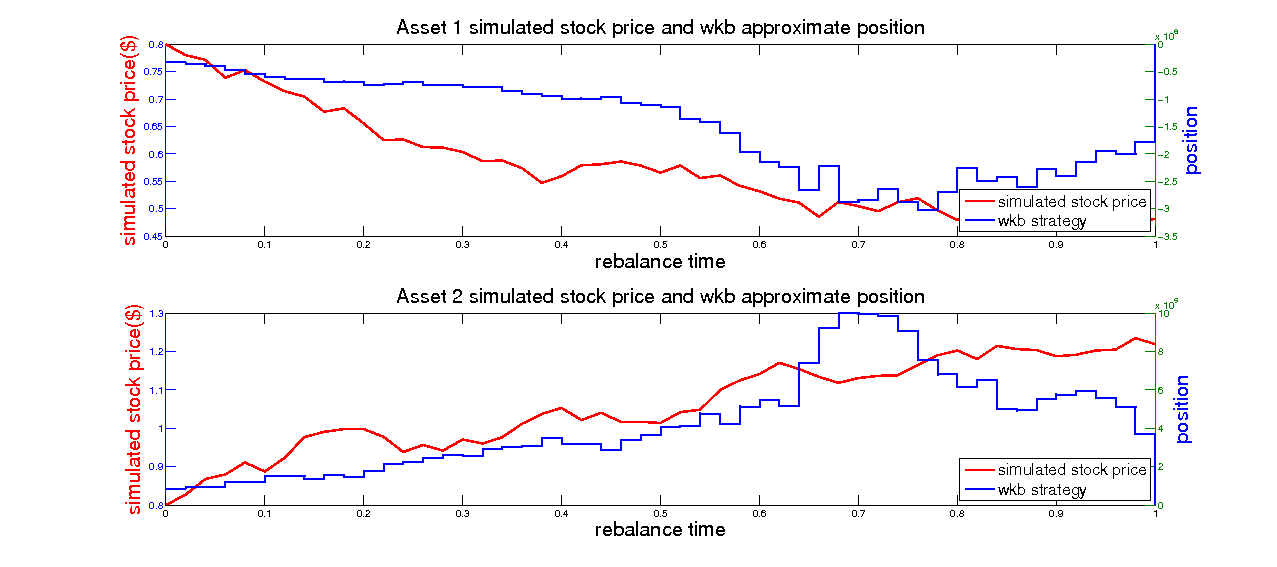 Asset 1 simulated stock price and wkb approximate position
x 10
simulated stock price($)
0.8
0.75
0.7
0.65
0.6
0.55
0.5
0.45
0
-0.5
-1
-1.5
-2
-2.5
-3
-3.5
position
simulated stock price
wkb strategy
0 0.1 0.2 0.3 0.4 0.5 0.6 0.7 0.8 0.9 1
rebalance time
Asset 2 simulated stock price and wkb approximate position
x 10
simulated stock price($)
1.3
1.2
1.1
1
0.9
0.8
10
8
6
4
2
0
position
simulated stock price
wkb strategy
0 0.1 0.2 0.3 0.4 0.5 0.6 0.7 0.8 0.9 1
rebalance time